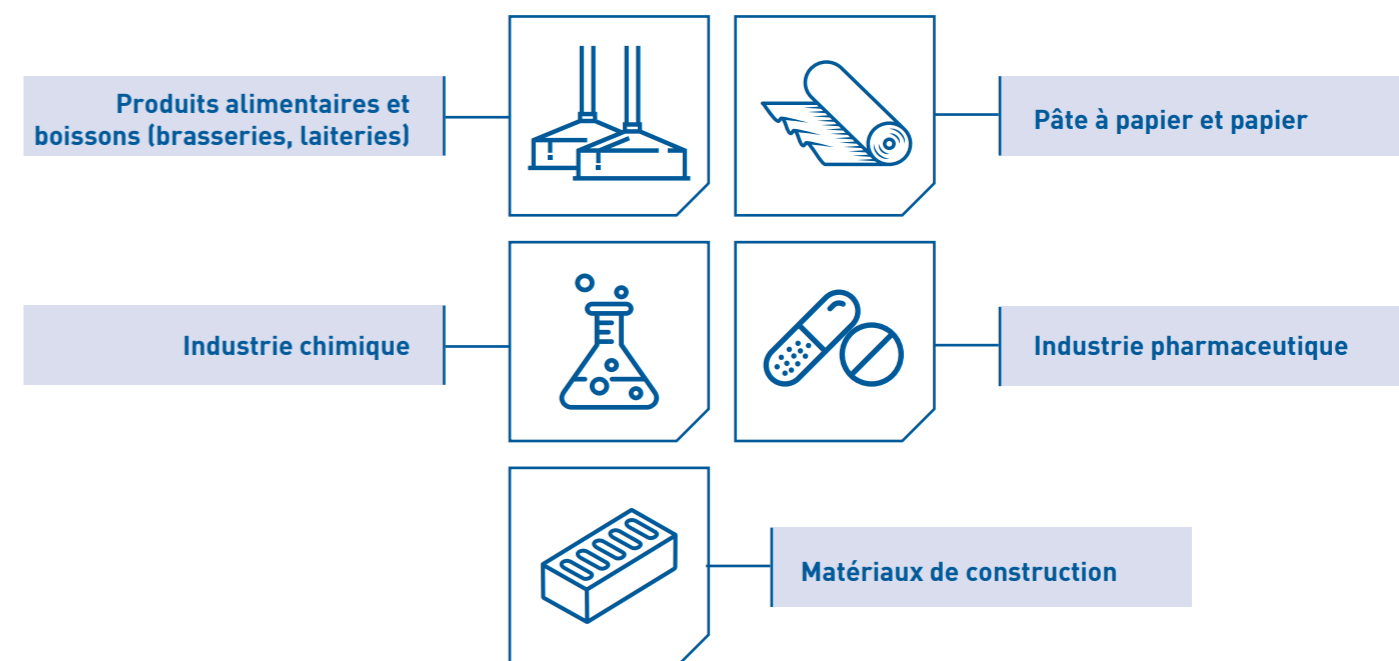 Produits alimentaires et
boissons (brasseries, laiteries)
Pâte à papier et papier
Industrie chimique
Industrie pharmaceutique
Matériaux de construction